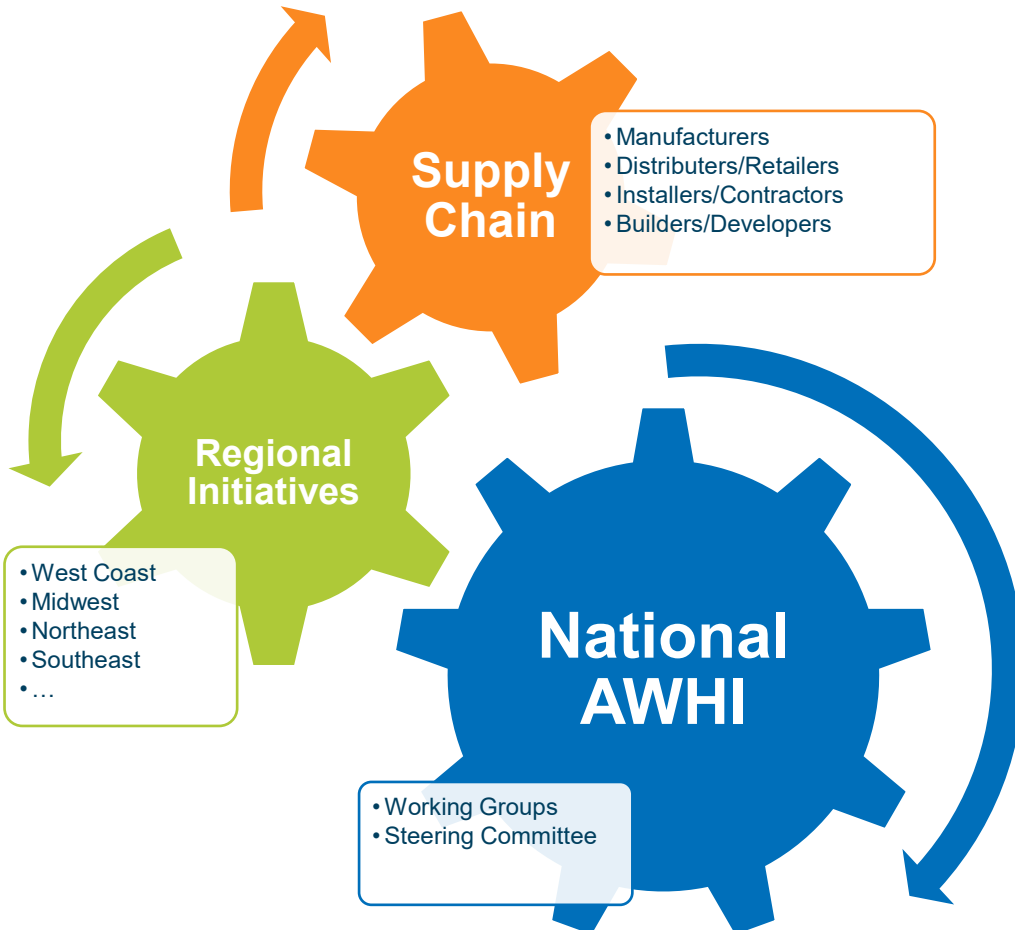 Supply
Chain
• Manufacturers
• Distributers/Retailers
• Installers/Contractors
• Builders/Developers
Regional
Initiatives
• West Coast
• Midwest
• Northeast
• Southeast
• …
National
AWHI
• Working Groups
• Steering Committee